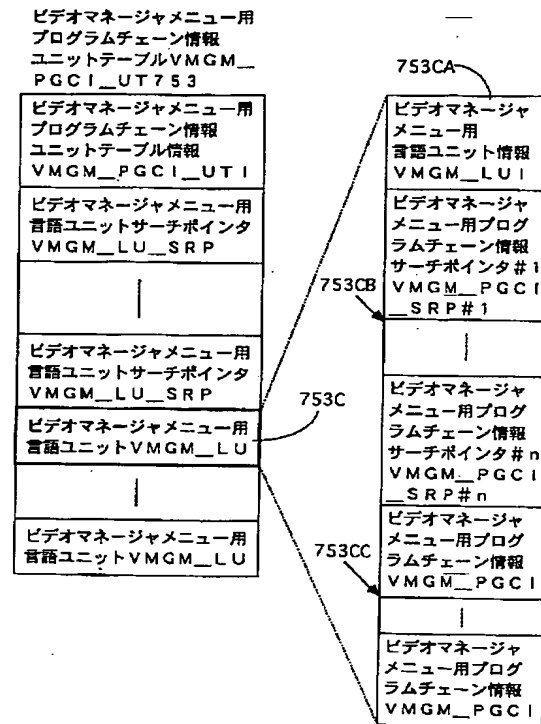 ビデオマネージャメニュー用
プログラムチェーン情報
ユニットテーブルVMGM__
PGCI__UT753
ビデオマネージャメニュー用
プログラムチェーン情報
ユニットテーブル情報
VMGM__PGCI__UTI
ビデオマネージャメニュー用
言語ユニットサーチポインタ
VMGM__LU__SRP
ビデオマネージャメニュー用
言語ユニットサーチポインタ
VMGM__LU__SRP
ビデオマネージャメニュー用
言語ユニットVMGM__LU
ビデオマネージャメニュー用
言語ユニットVMGM__LU
753C
753CA
ビデオマネージャ
メニュー用
言語ユニット情報
VMGM__LUI
ビデオマネージャ
メニュー用プログ
ラムチェーン情報
サーチポインタ#1
VMGM__PGCI
__SRP#1
753CB
ビデオマネージャ
メニュー用プログ
ラムチェーン情報
サーチポインタ#n
VMGM__PGCI
__SRP#n
ビデオマネージャ
メニュー用プログ
ラムチェーン情報
VMGM__PGCI
753CC
ビデオマネージャ
メニュー用プログ
ラムチェーン情報
VMGM__PGCI